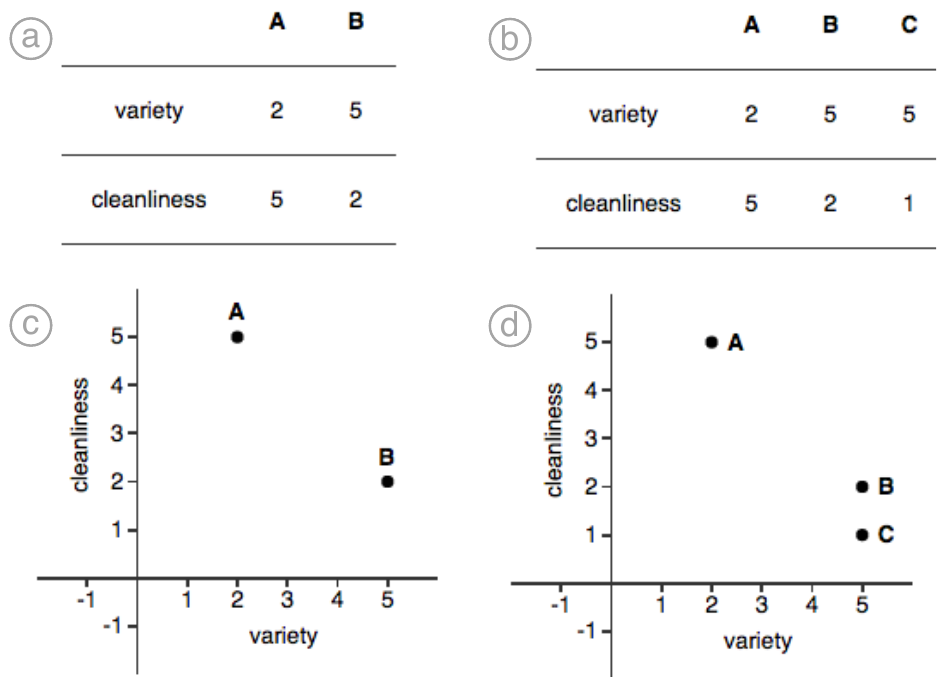 a
A B
variety 2 5
cleanliness 5 2
b
A B C
variety 2 5 5
cleanliness 5 2 1
c
A
B
cleanliness
5
4
3
2
1
-1
-1 1 2 3 4 5
variety
d
A
B
C
cleanliness
5
4
3
2
1
-1
-1 1 2 3 4 5
variety